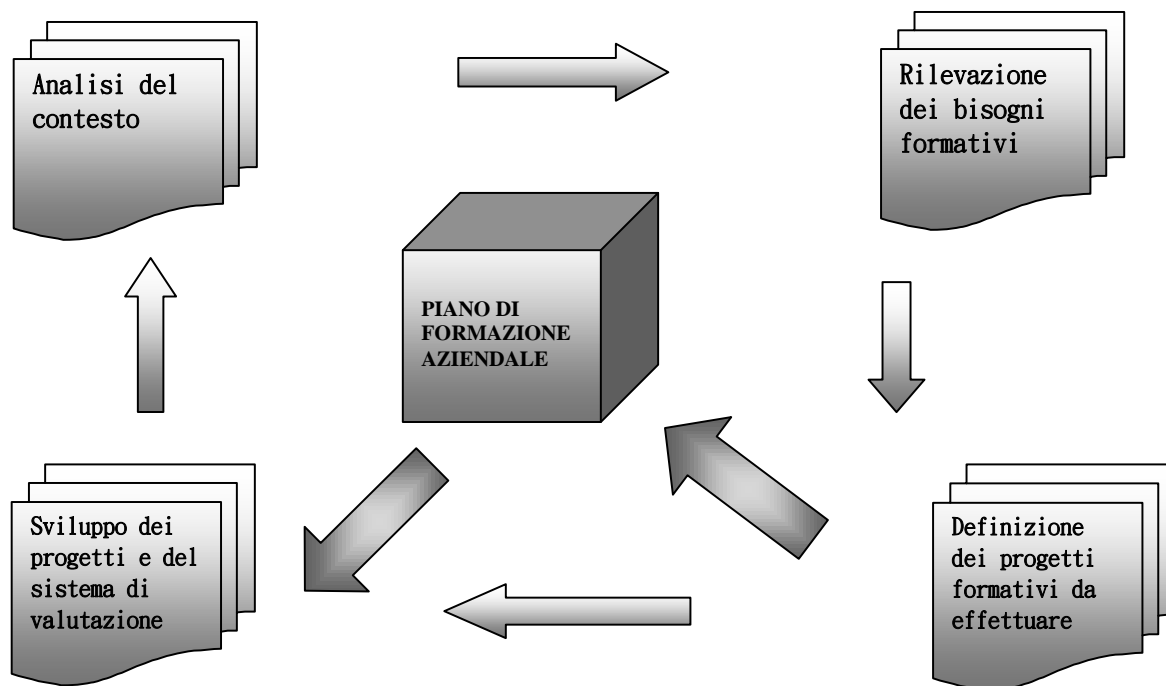 Analisi del
contesto
Rilevazione
dei bisogni
formativi
PIANO DI
FORMAZIONE
AZIENDALE
Sviluppo dei
progetti e del
sistema di
valutazione
Definizione
dei progetti
formativi da
effettuare